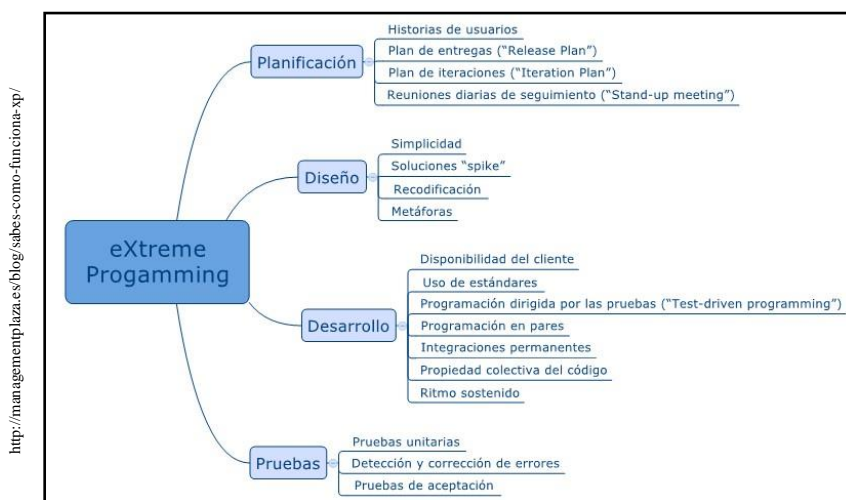 http://managementplaza.es/blog/sabes-como-funciona-xp/
eXtreme
Progamming
Planificación
Historias de usuarios
Plan de entregas (“Release Plan”)
Plan de iteraciones (“Iteration Plan”)
Reuniones diarias de seguimiento (“Stand-up meeting”)
Diseño
Simplicidad
Soluciones “spike”
Recodificación
Metáforas
Desarrollo
Disponibilidad del cliente
Uso de estándares
Programación dirigida por las pruebas (“Test-driven programming”)
Programación en pares
Integraciones permanentes
Propiedad colectiva del código
Ritmo sostenido
Pruebas
Pruebas unitarias
Detección y corrección de errores
Pruebas de aceptación